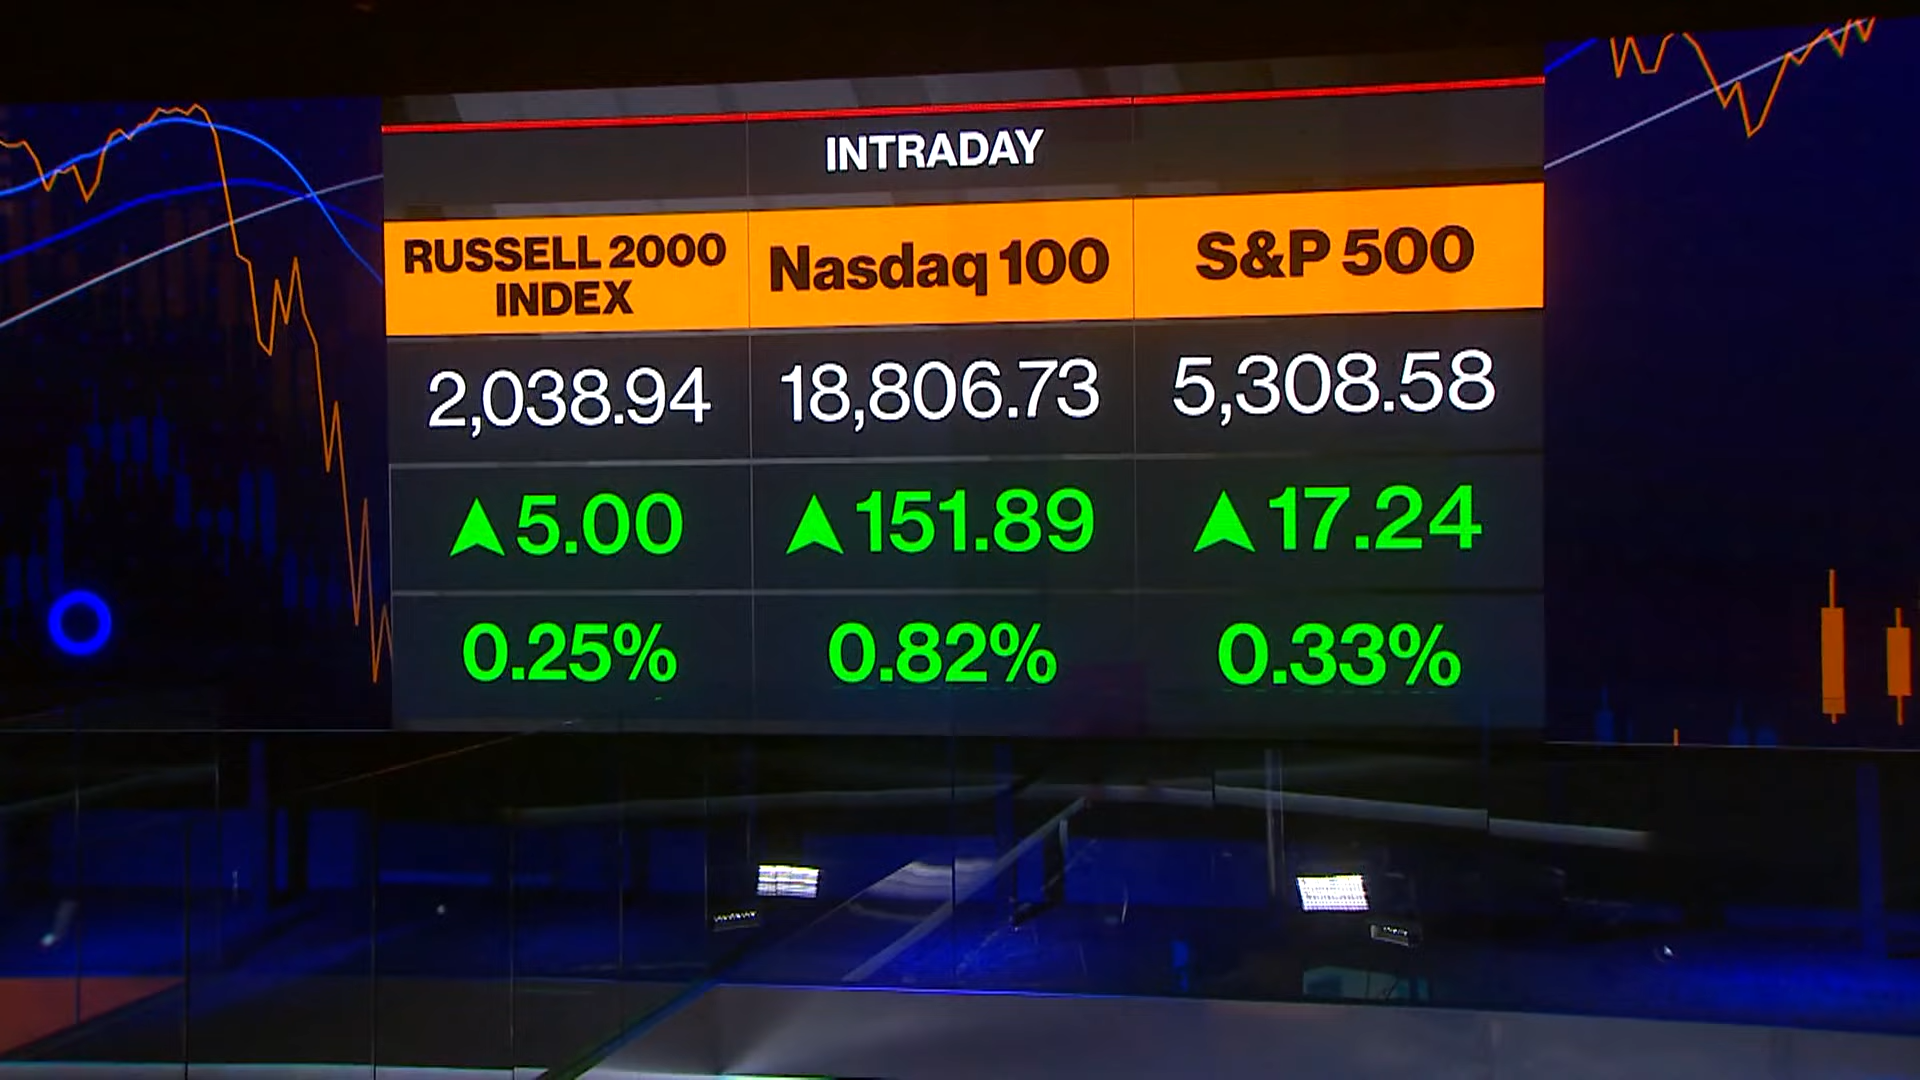 INTRADAY
RUSSELL 2000
INDEX
Nasdaq 100
S&P 500
2,038.94
18,806.73
5,308.58
▲5.00
▲151.89
▲17.24
0.25%
0.82%
0.33%